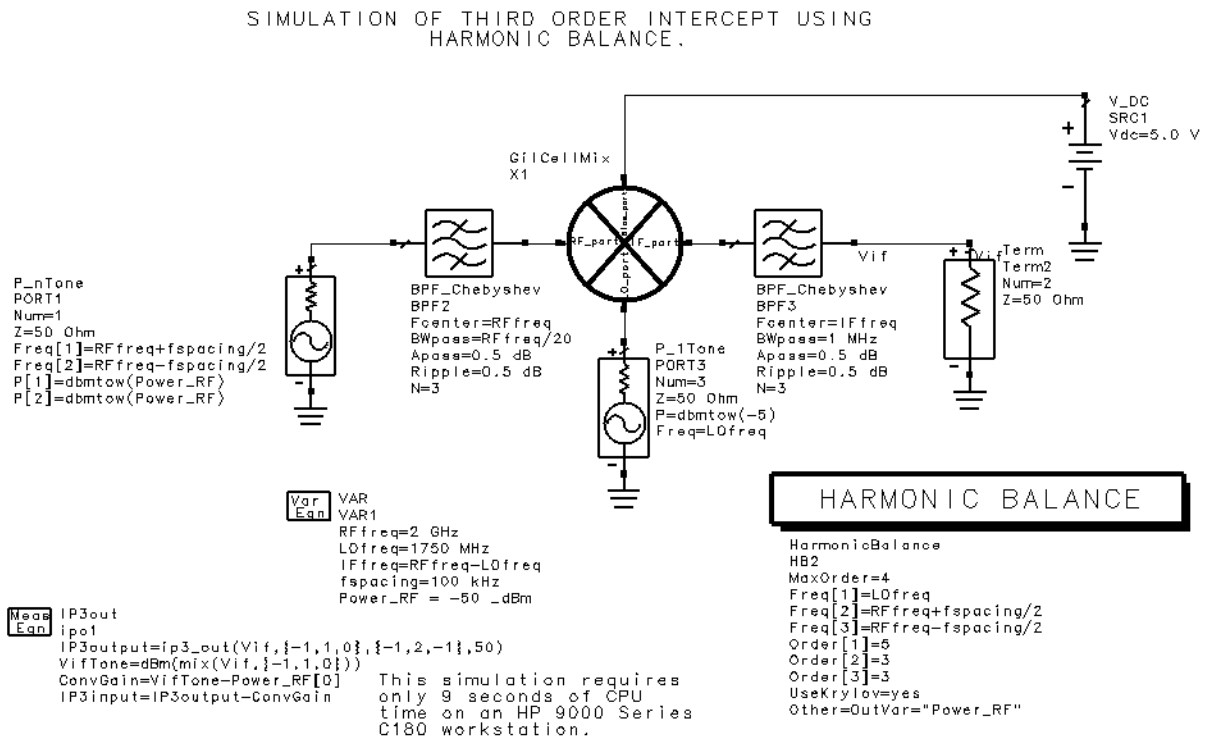 SIMULATION OF THIRD ORDER INTERCEPT USING
HARMONIC BALANCE.
V_DC
SRC1
Vdc=5.0 V
GilCellMix
X1
RF_port
IF_port
LO_port
P_nTone
PORT1
Num=1
Z=50 Ohm
Freq[1]=RFfreq+fspacing/2
Freq[2]=RFfreq-fspacing/2
P[1]=dbmtow(Power_RF)
P[2]=dbmtow(Power_RF)
BPF_Chebyshev
BPF2
Fcenter=RFfreq
BWpass=RFfreq/20
Apass=0.5 dB
Ripple=0.5 dB
N=3
P_1Tone
PORT3
Num=3
Z=50 Ohm
P=dbmtow(-5)
Freq=LOfreq
BPF_Chebyshev
BPF3
Fcenter=IFfreq
BWpass=1 MHz
Apass=0.5 dB
Ripple=0.5 dB
N=3
Vif
Vif
Term
Term2
Num=2
Z=50 Ohm
Var
Eqn
VAR
VAR1
RFfreq=2 GHz
LOfreq=1750 MHz
IFfreq=RFfreq-LOfreq
fspacing=100 kHz
Power_RF = -50 _dBm
HARMONIC BALANCE
HarmonicBalance
HB2
MaxOrder=4
Freq[1]=LOfreq
Freq[2]=RFfreq+fspacing/2
Freq[3]=RFfreq-fspacing/2
Order[1]=5
Order[2]=3
Order[3]=3
UseKrylov=yes
Other=OutVar="Power_RF"
Meas
Eqn
IP3out
ipo1
IP3output=ip3_out(Vif,{-1,1,0},{-1,2,-1},50)
VifTone=dBm(mix(Vif,{-1,1,0}))
ConvGain=VifTone-Power_RF[0]
IP3input=IP3output-ConvGain
This simulation requires
only 9 seconds of CPU
time on an HP 9000 Series
C180 workstation.